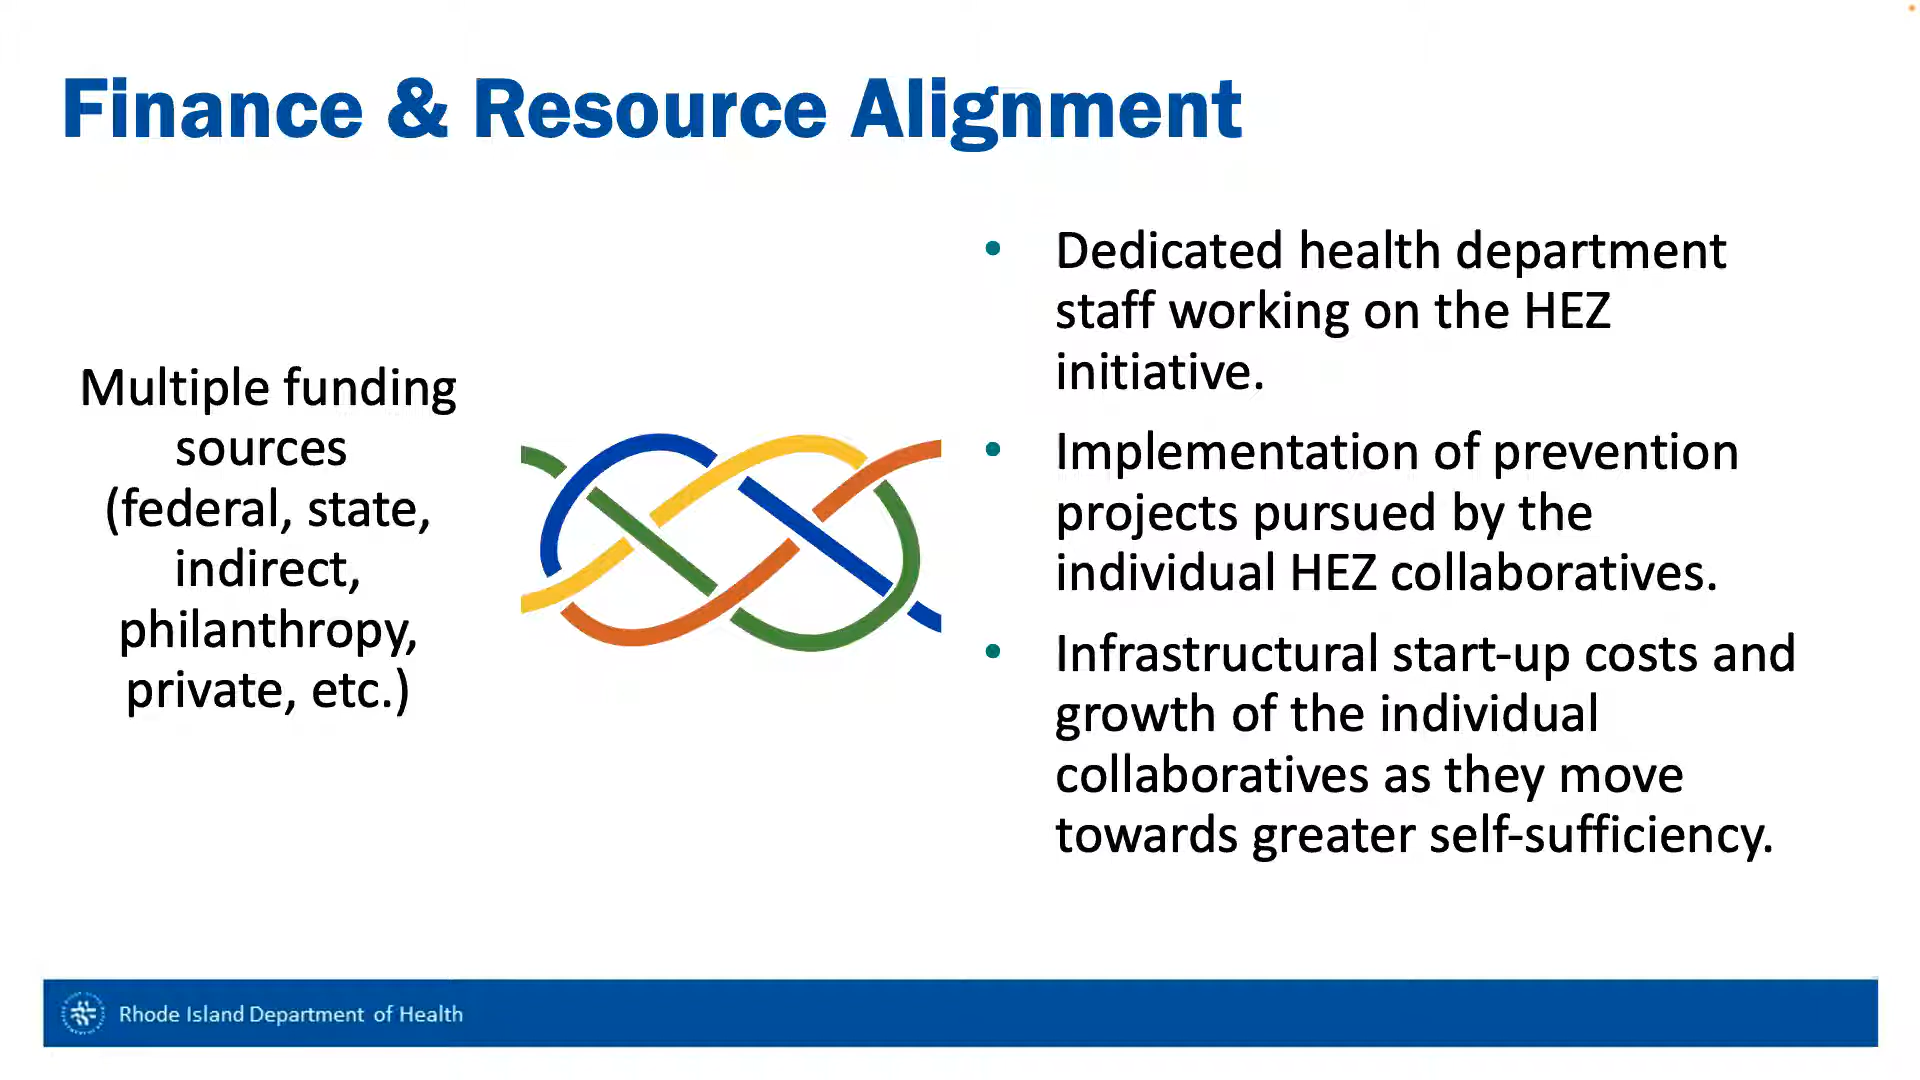 Finance & Resource Alignment
Multiple funding
sources
(federal, state,
indirect,
philanthropy,
private, etc.)
• Dedicated health department
staff working on the HEZ
initiative.
• Implementation of prevention
projects pursued by the
individual HEZ collaboratives.
• Infrastructural start-up costs and
growth of the individual
collaboratives as they move
towards greater self-sufficiency.
Rhode Island Department of Health